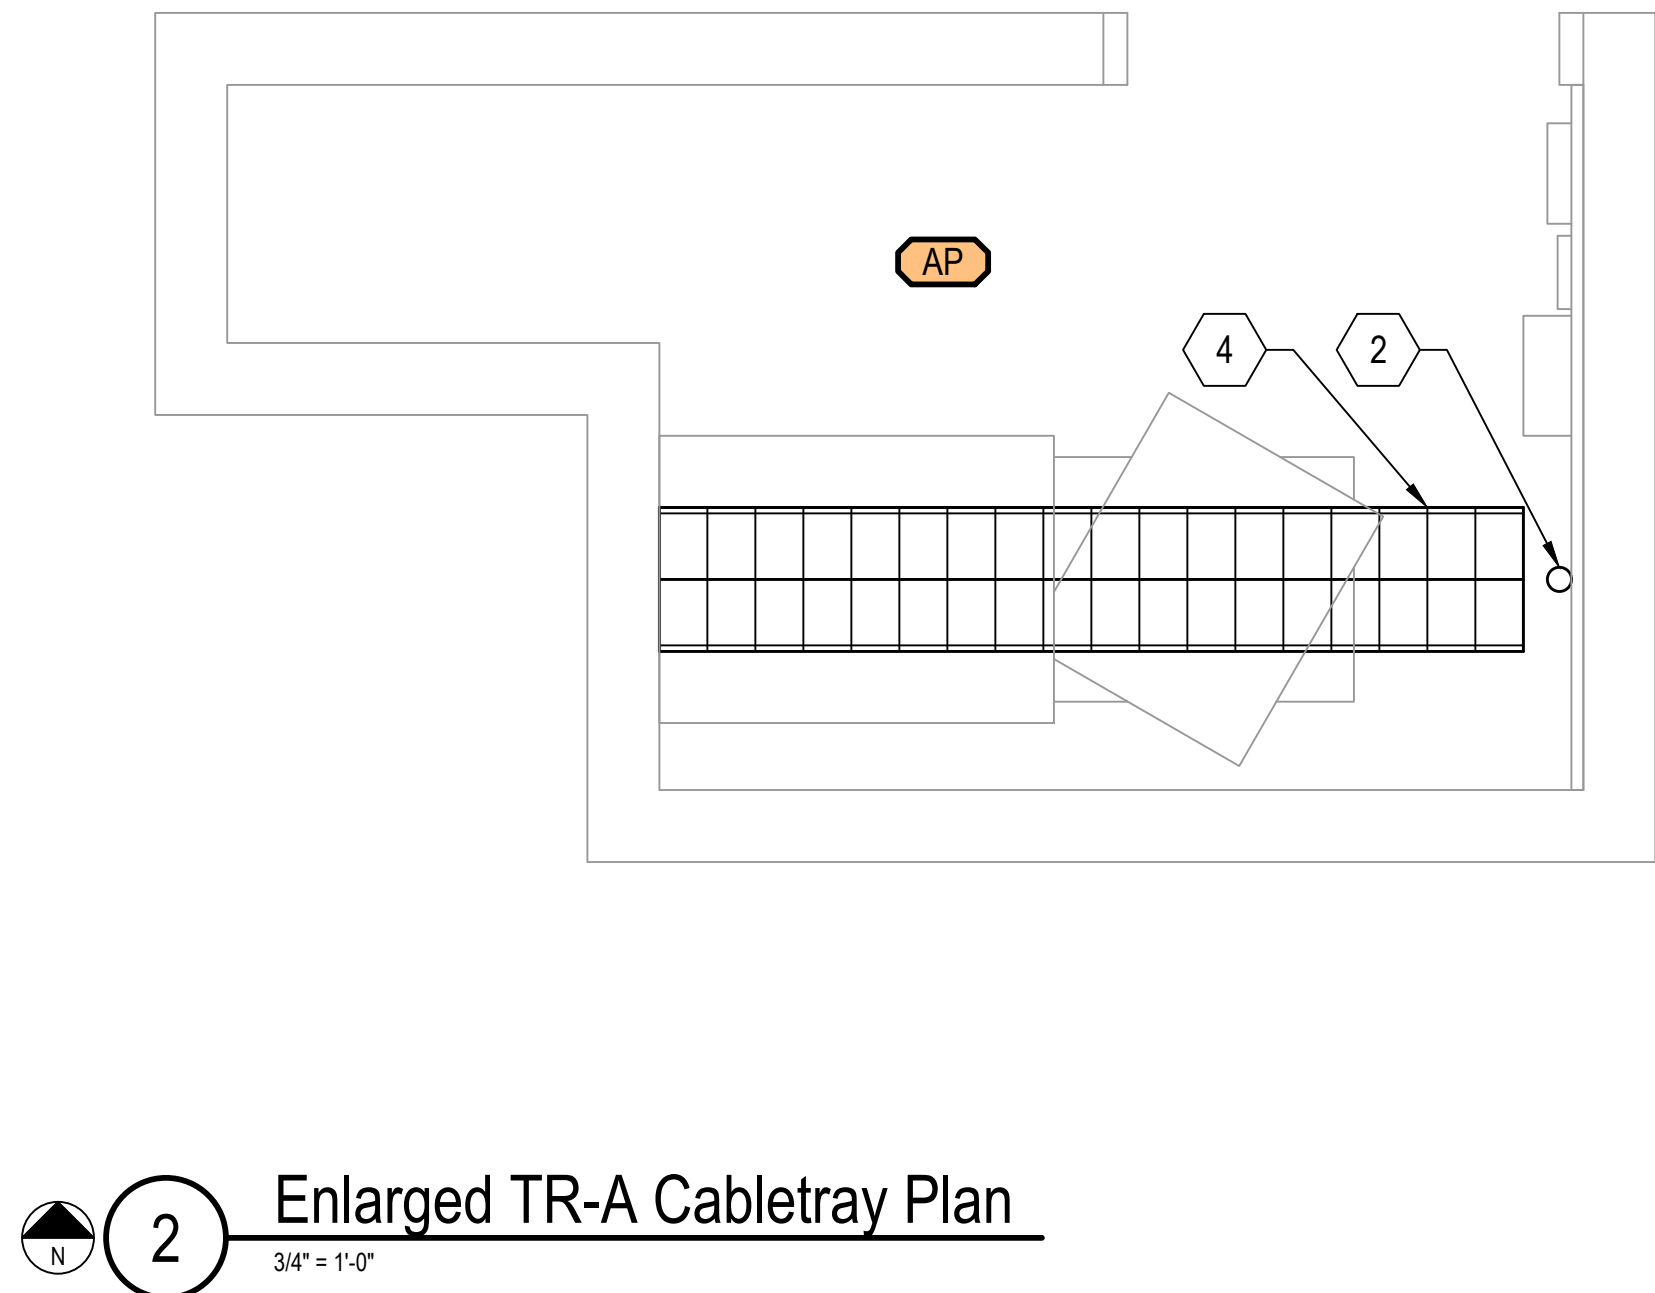 AP
4
2
Enlarged TR-A Cabletray Plan
2
3/4" = 1'-0"
N